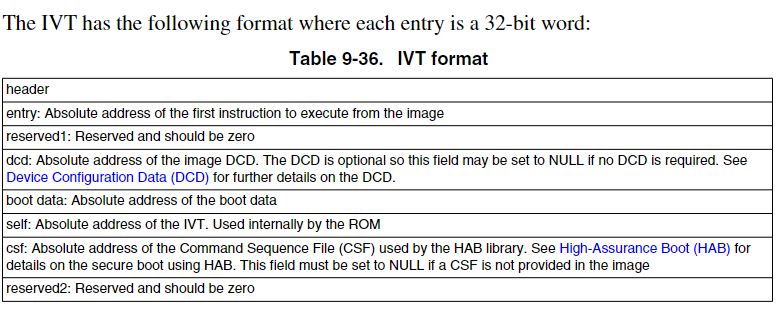 The IVT has the following format where each entry is a 32-bit word:
Table 9-36. IVT format
header
entry: Absolute address of the first instruction to execute from the image
reserved1: Reserved and should be zero
dcd: Absolute address of the image DCD. The DCD is optional so this field may be set to NULL if no DCD is required. See
Device Configuration Data (DCD) for further details on the DCD.
boot data: Absolute address of the boot data
self: Absolute address of the IVT. Used internally by the ROM
csf: Absolute address of the Command Sequence File (CSF) used by the HAB library. See High-Assurance Boot (HAB) for
details on the secure boot using HAB. This field must be set to NULL if a CSF is not provided in the image
reserved2: Reserved and should be zero